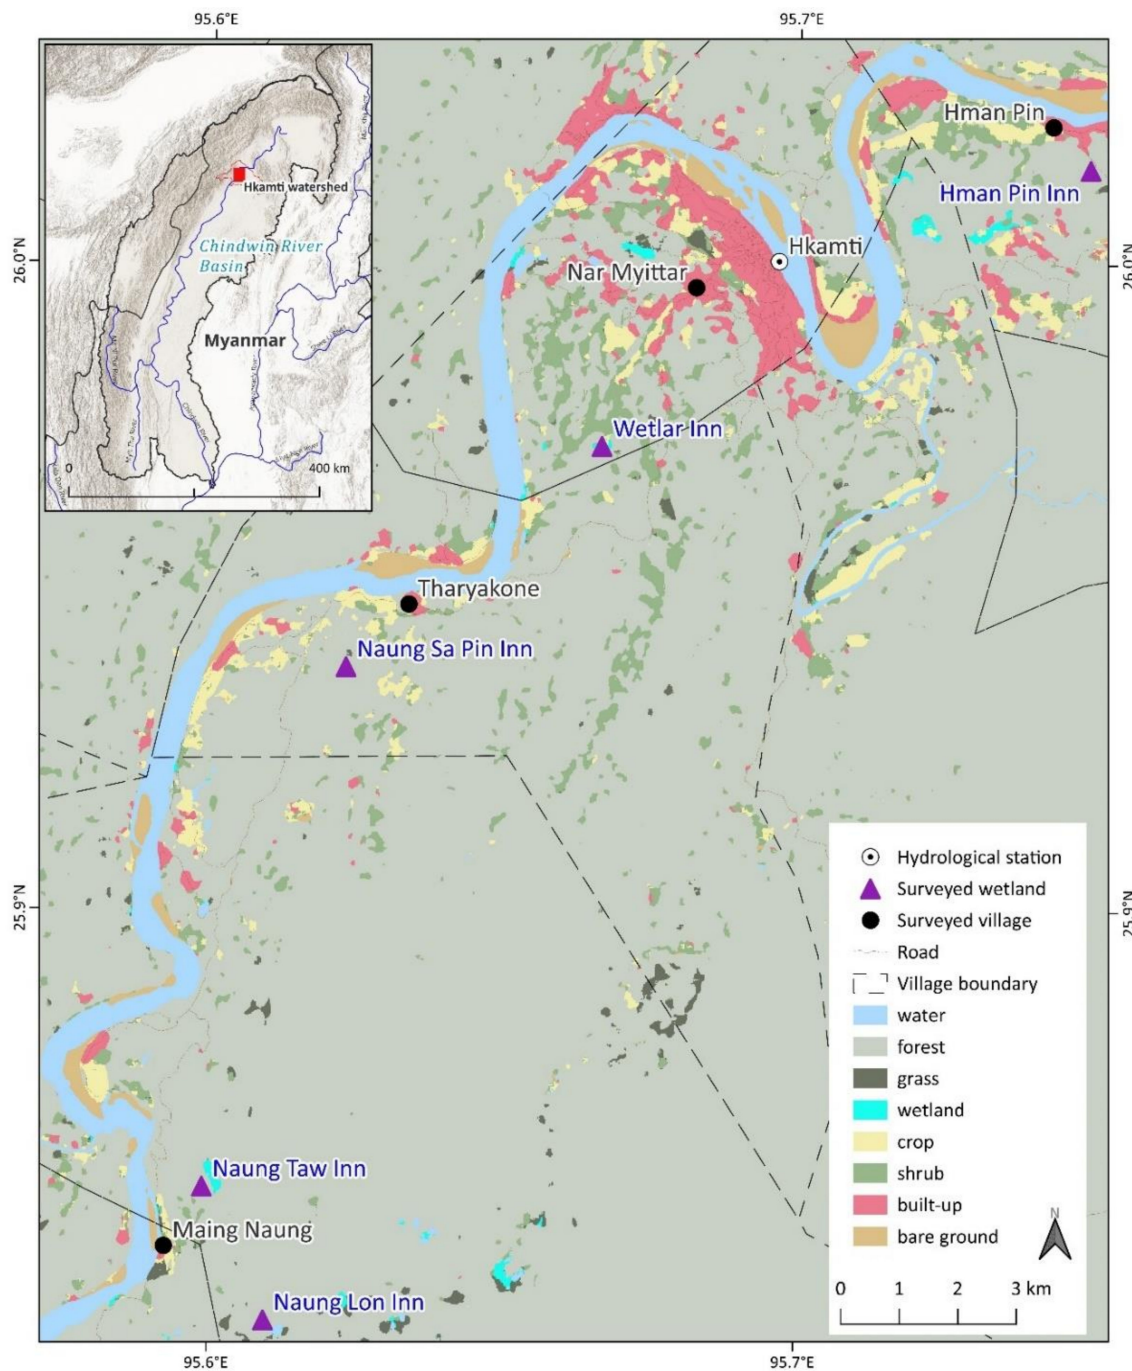 95.6°E
95.7°E
Hkamti watershed
Chindwin River
Basin
Myanmar
Chindwin River
0
400 km
Hman Pin
Hman Pin Inn
26.0°N
26.0°N
Hkamti
Nar Myittar
Wetlar Inn
Tharyakone
Naung Sa Pin Inn
25.9°N
25.9°N
Hydrological station
Surveyed wetland
Surveyed village
Road
Village boundary
water
forest
grass
wetland
crop
shrub
built-up
bare ground
N
0 1 2 3 km
Naung Taw Inn
Maing Naung
Naung Lon Inn
95.6°E
95.7°E